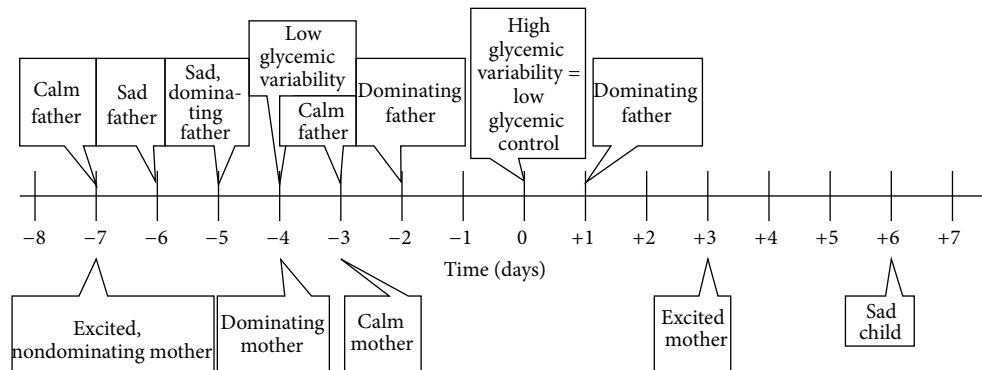 Calm
father
Sad
father
Sad,
domina-
ting
father
Low
glycemic
variability
Calm
father
Dominating
father
High
glycemic
variability =
low
glycemic
control
Dominating
father
−8 −7 −6 −5 −4 −3 −2 −1 0 +1 +2 +3 +4 +5 +6 +7
Time (days)
Excited,
nondominating mother
Dominating
mother
Calm
mother
Excited
mother
Sad
child